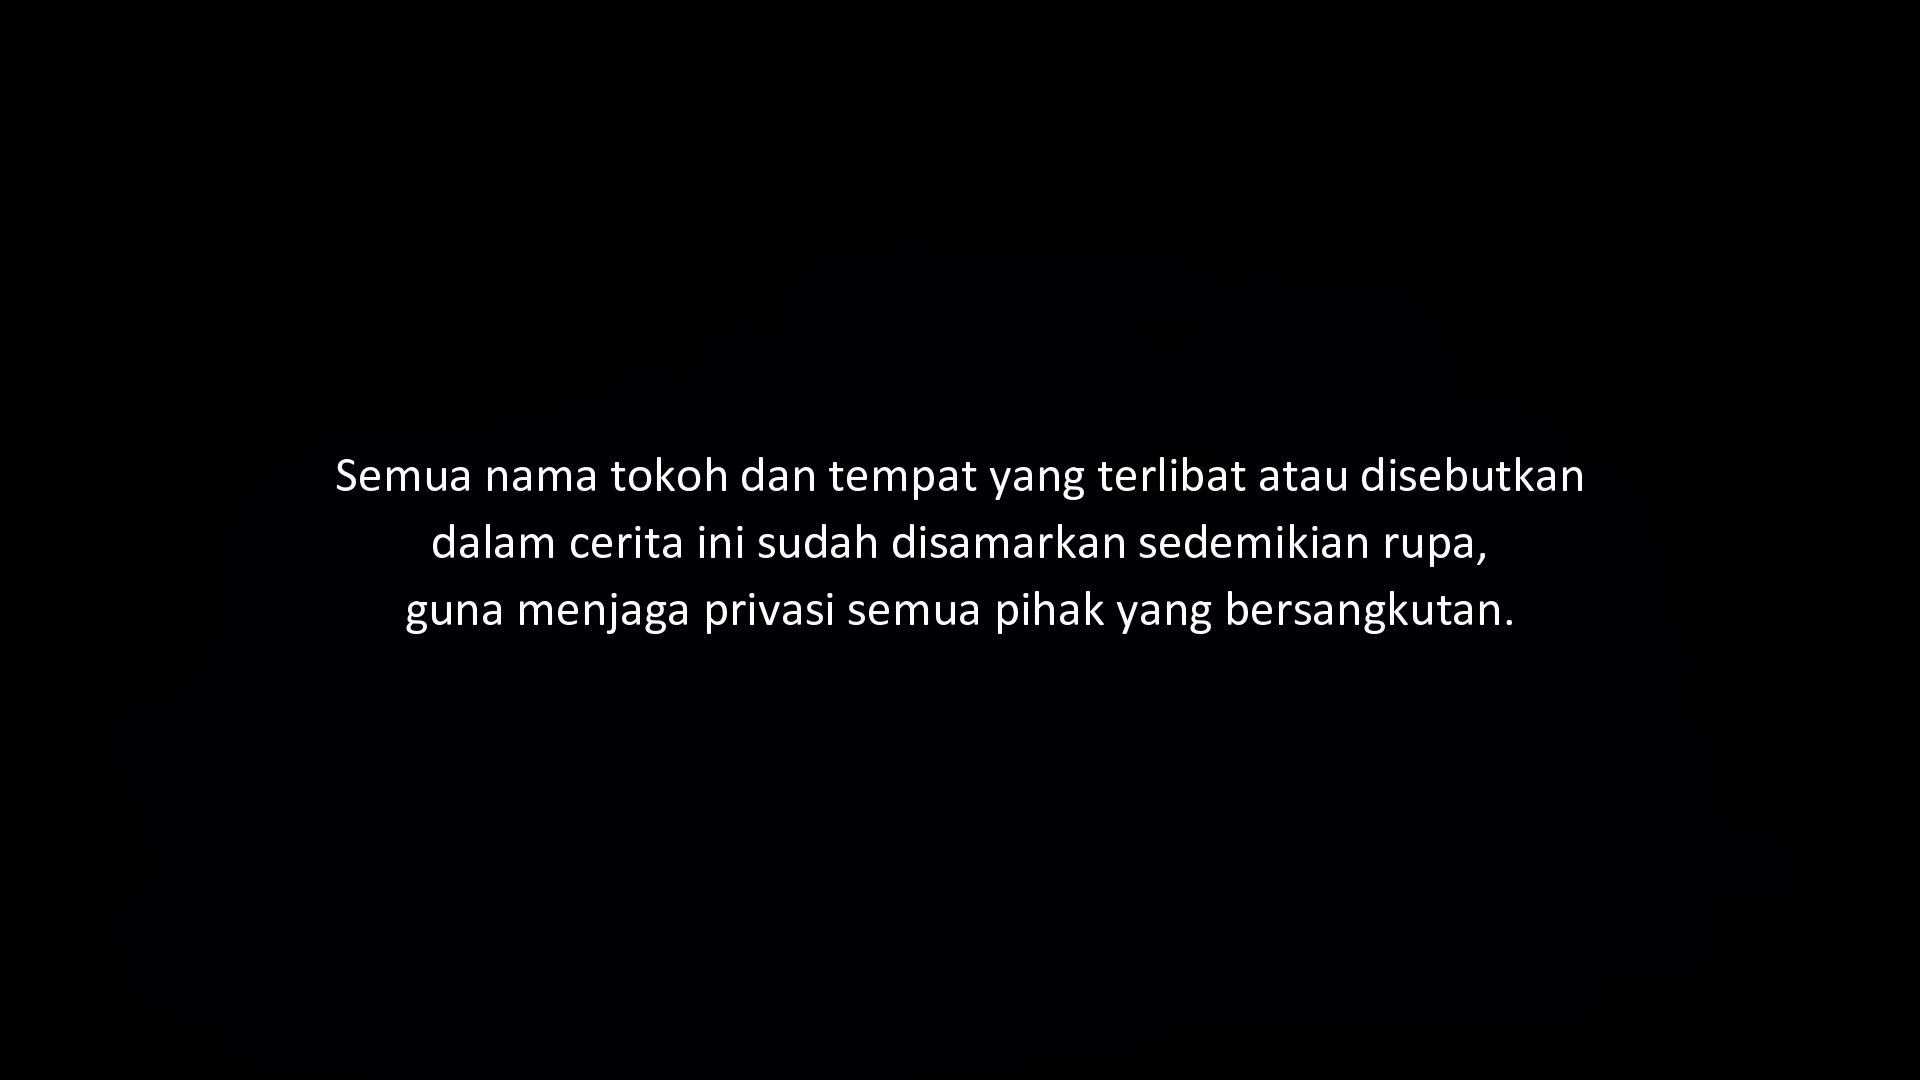 Semua nama tokoh dan tempat yang terlibat atau disebutkan
dalam cerita ini sudah disamarkan sedemikian rupa,
guna menjaga privasi semua pihak yang bersangkutan.